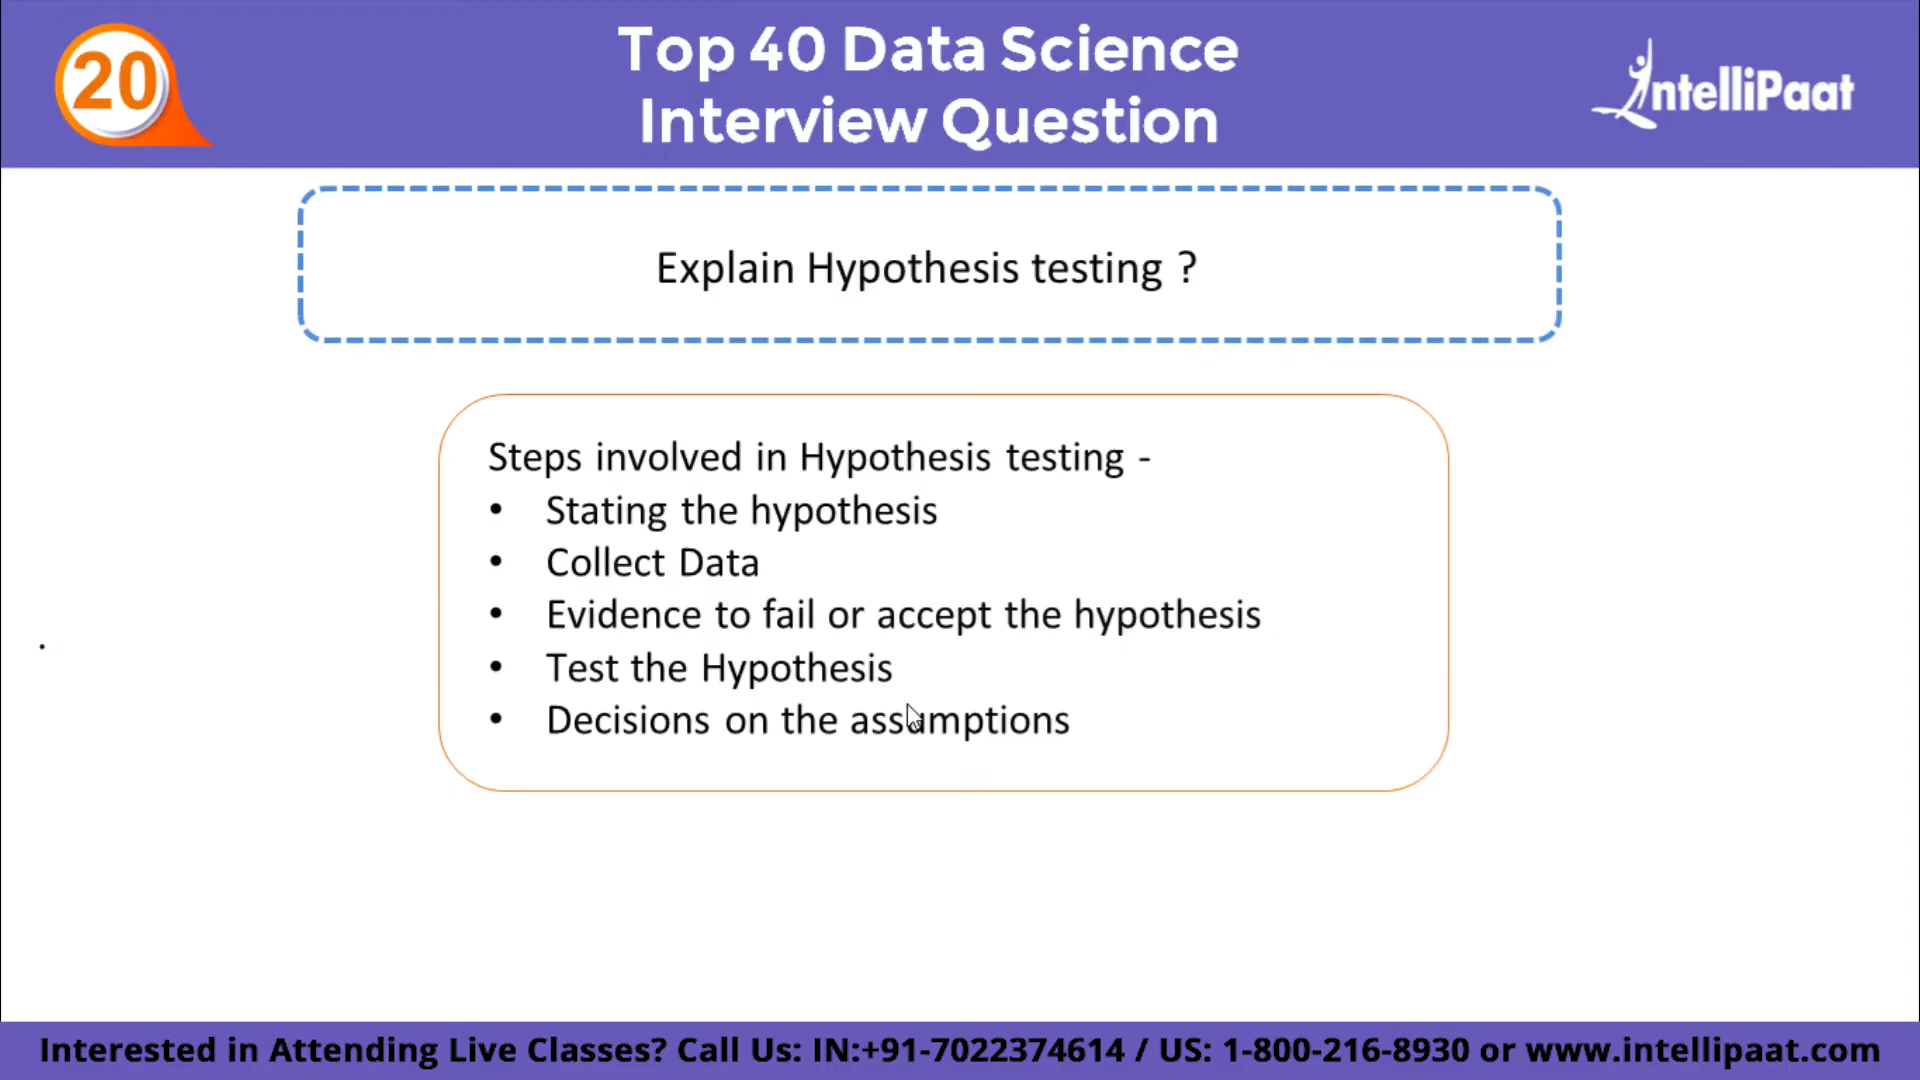 20
Top 40 Data Science
Interview Question
IntelliPaat
Explain Hypothesis testing ?
Steps involved in Hypothesis testing -
• Stating the hypothesis
• Collect Data
• Evidence to fail or accept the hypothesis
• Test the Hypothesis
• Decisions on the assumptions
.
Interested in Attending Live Classes? Call Us: IN:+91-7022374614 / US: 1-800-216-8930 or www.intellipaat.com